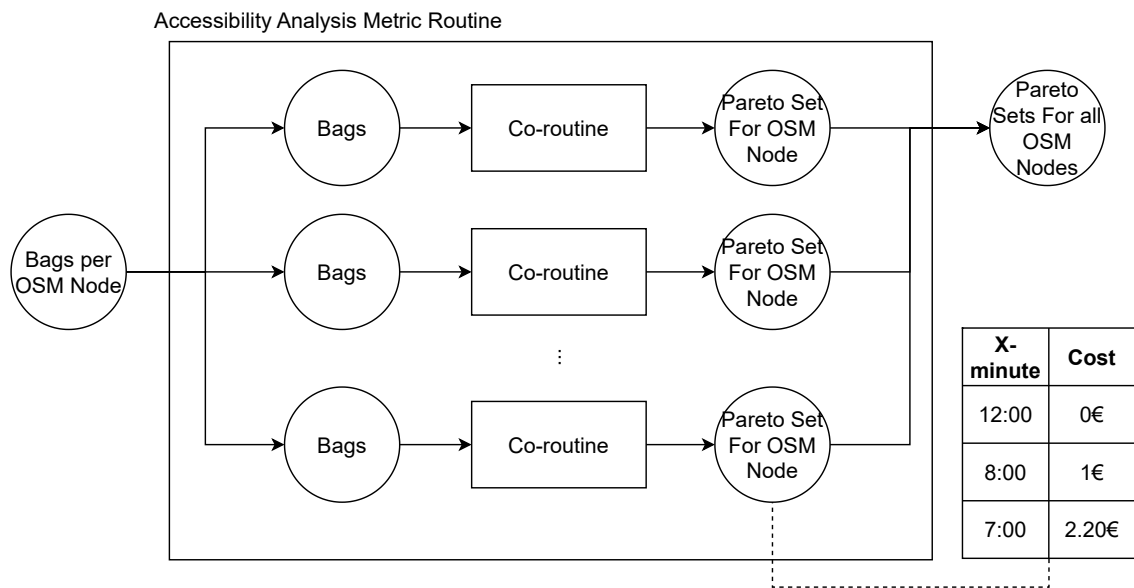 Accessibility Analysis Metric Routine
Bags per
OSM Node
Bags
Co-routine
Pareto Set
For OSM
Node
Bags
Co-routine
Pareto Set
For OSM
Node
...
Bags
Co-routine
Pareto Set
For OSM
Node
Pareto
Sets For all
OSM
Nodes
X-
minute
Cost
12:00
0€
8:00
1€
7:00
2.20€